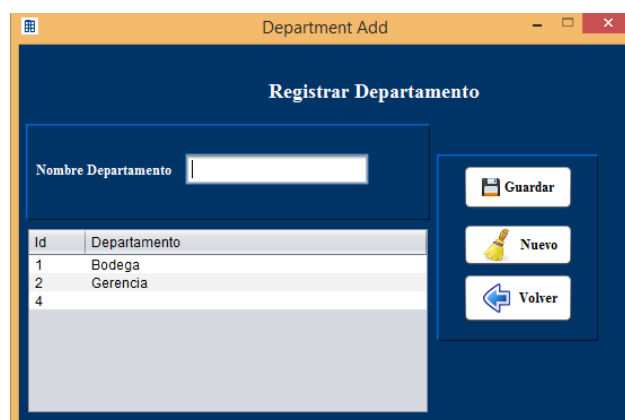 Department Add
Registrar Departamento
Nombre Departamento
Guardar
Nuevo
Volver
Id Departamento
1 Bodega
2 Gerencia
4